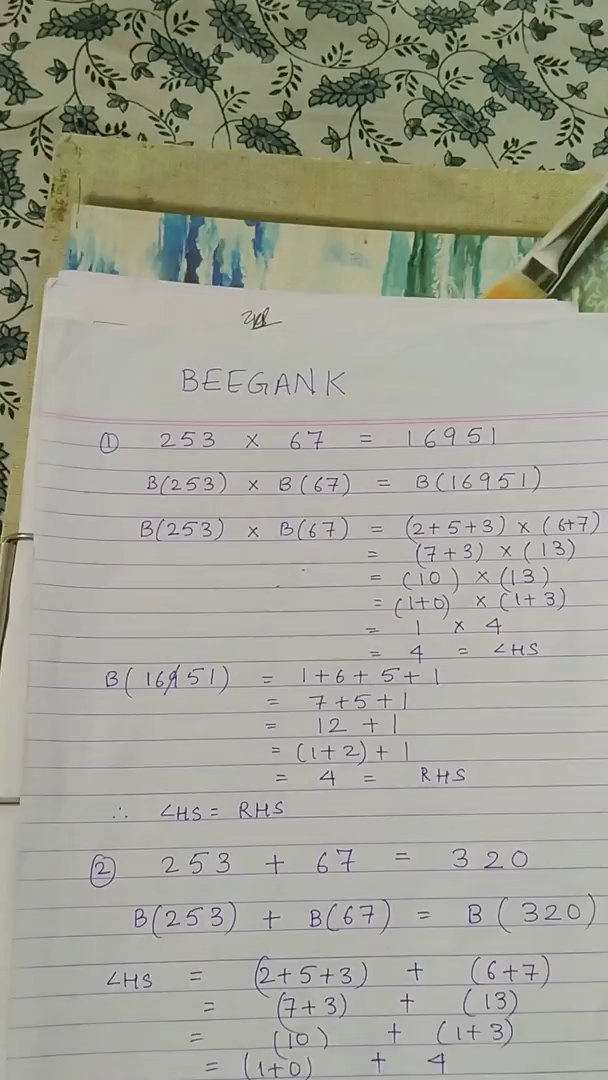 BEEGANK
① 253 × 67 = 16951
B(253) × B(67) = B(16951)
B(253) × B(67) = (2+5+3) × (6+7)
= (7+3) × (13)
= (10) × (13)
= (1+0) × (1+3)
= 1 × 4
= 4 = LHS
B(16951) = 1+6+5+1
= 7+5+1
= 12 + 1
= (1+2) + 1
= 4 = RHS
∴ LHS = RHS
② 253 + 67 = 320
B(253) + B(67) = B(320)
LHS = (2+5+3) + (6+7)
= (7+3) + (13)
= (10) + (1+3)
= (1+0) + 4